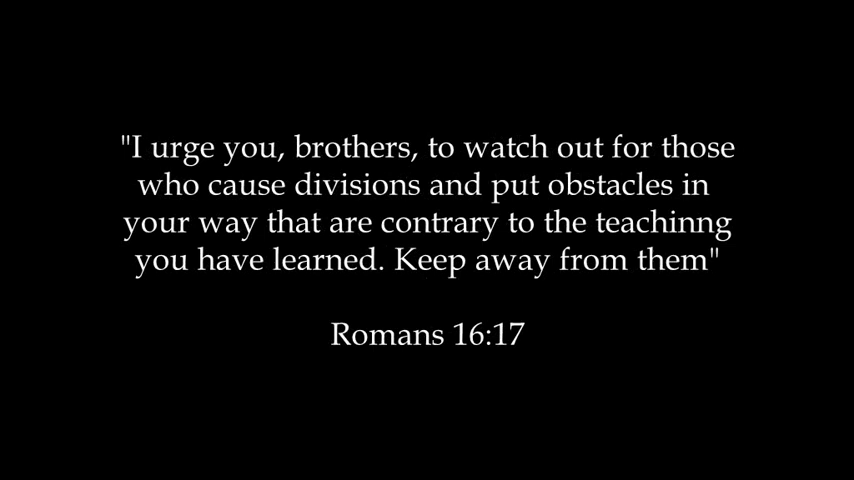 "I urge you, brothers, to watch out for those
who cause divisions and put obstacles in
your way that are contrary to the teachinng
you have learned. Keep away from them"
Romans 16:17